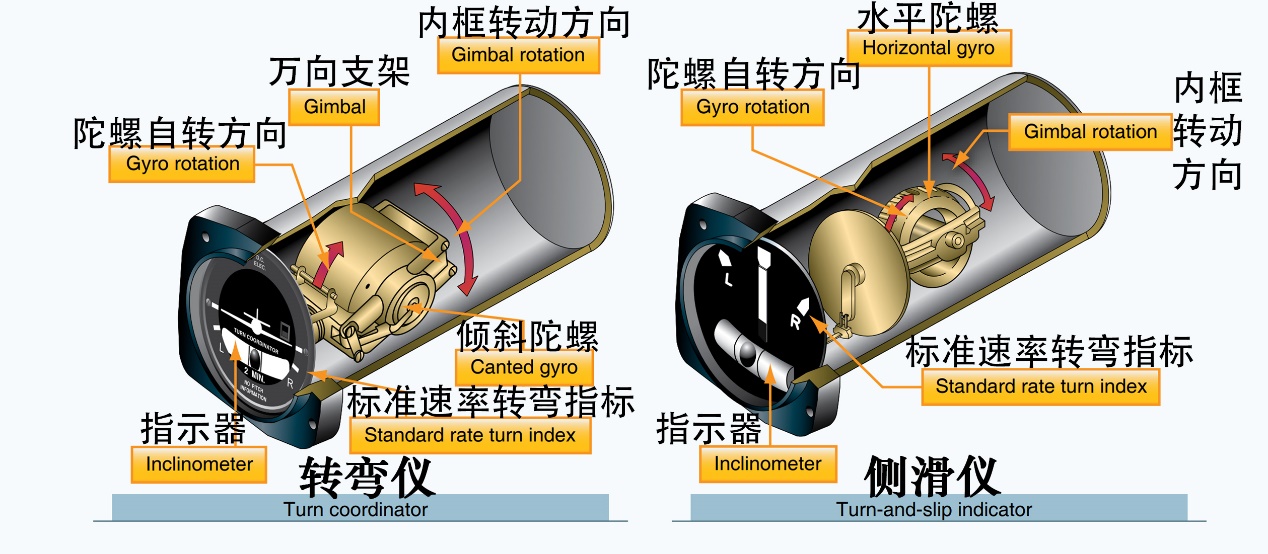 内框转动方向
Gimbal rotation
万向支架
Gimbal
陀螺自转方向
Gyro rotation
倾斜陀螺
Canted gyro
标准速率转弯指标
Standard rate turn index
指示器
Inclinometer
D.C.
ELEC.
TURN COORDINATOR
L
R
2 MIN.
NO PITCH
INFORMATION
转弯仪
Turn coordinator
水平陀螺
Horizontal gyro
陀螺自转方向
Gyro rotation
内框
转动
方向
Gimbal rotation
L
R
标准速率转弯指标
Standard rate turn index
指示器
Inclinometer
侧滑仪
Turn-and-slip indicator